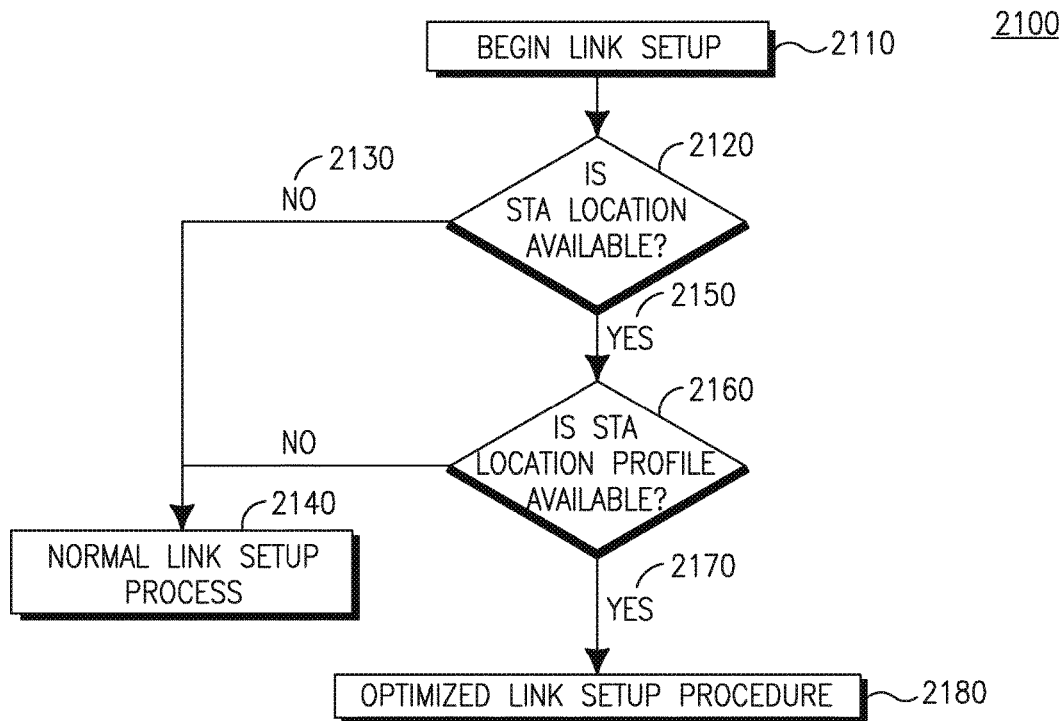 2100
BEGIN LINK SETUP
2110
2120
IS
STA LOCATION
AVAILABLE?
2130
NO
2150
YES
2160
IS STA
LOCATION PROFILE
AVAILABLE?
NO
2140
NORMAL LINK SETUP
PROCESS
2170
YES
OPTIMIZED LINK SETUP PROCEDURE
2180